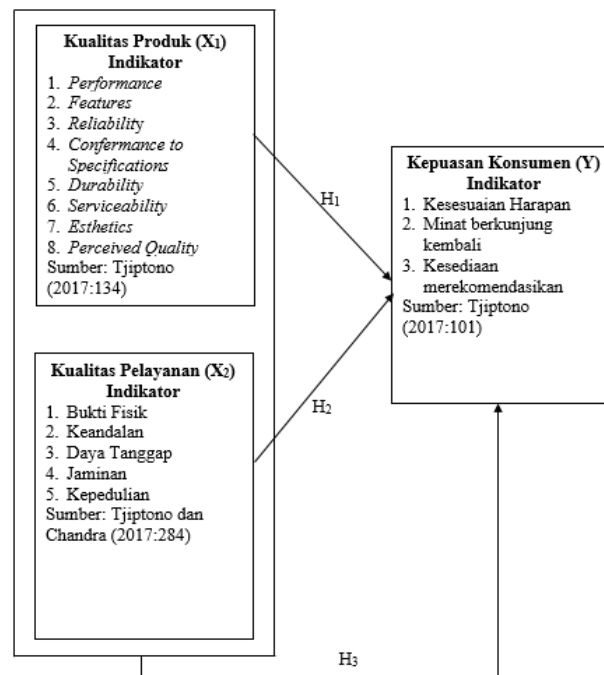 Kualitas Produk (X1)
Indikator
1. Performance
2. Features
3. Reliability
4. Confermance to
Specifications
5. Durability
6. Serviceability
7. Esthetics
8. Perceived Quality
Sumber: Tjiptono
(2017:134)
H1
Kepuasan Konsumen (Y)
Indikator
1. Kesesuaian Harapan
2. Minat berkunjung
kembali
3. Kesediaan
merekomendasikan
Sumber: Tjiptono
(2017:101)
Kualitas Pelayanan (X2)
Indikator
1. Bukti Fisik
2. Keandalan
3. Daya Tanggap
4. Jaminan
5. Kepedulian
Sumber: Tjiptono dan
Chandra (2017:284)
H2
H3